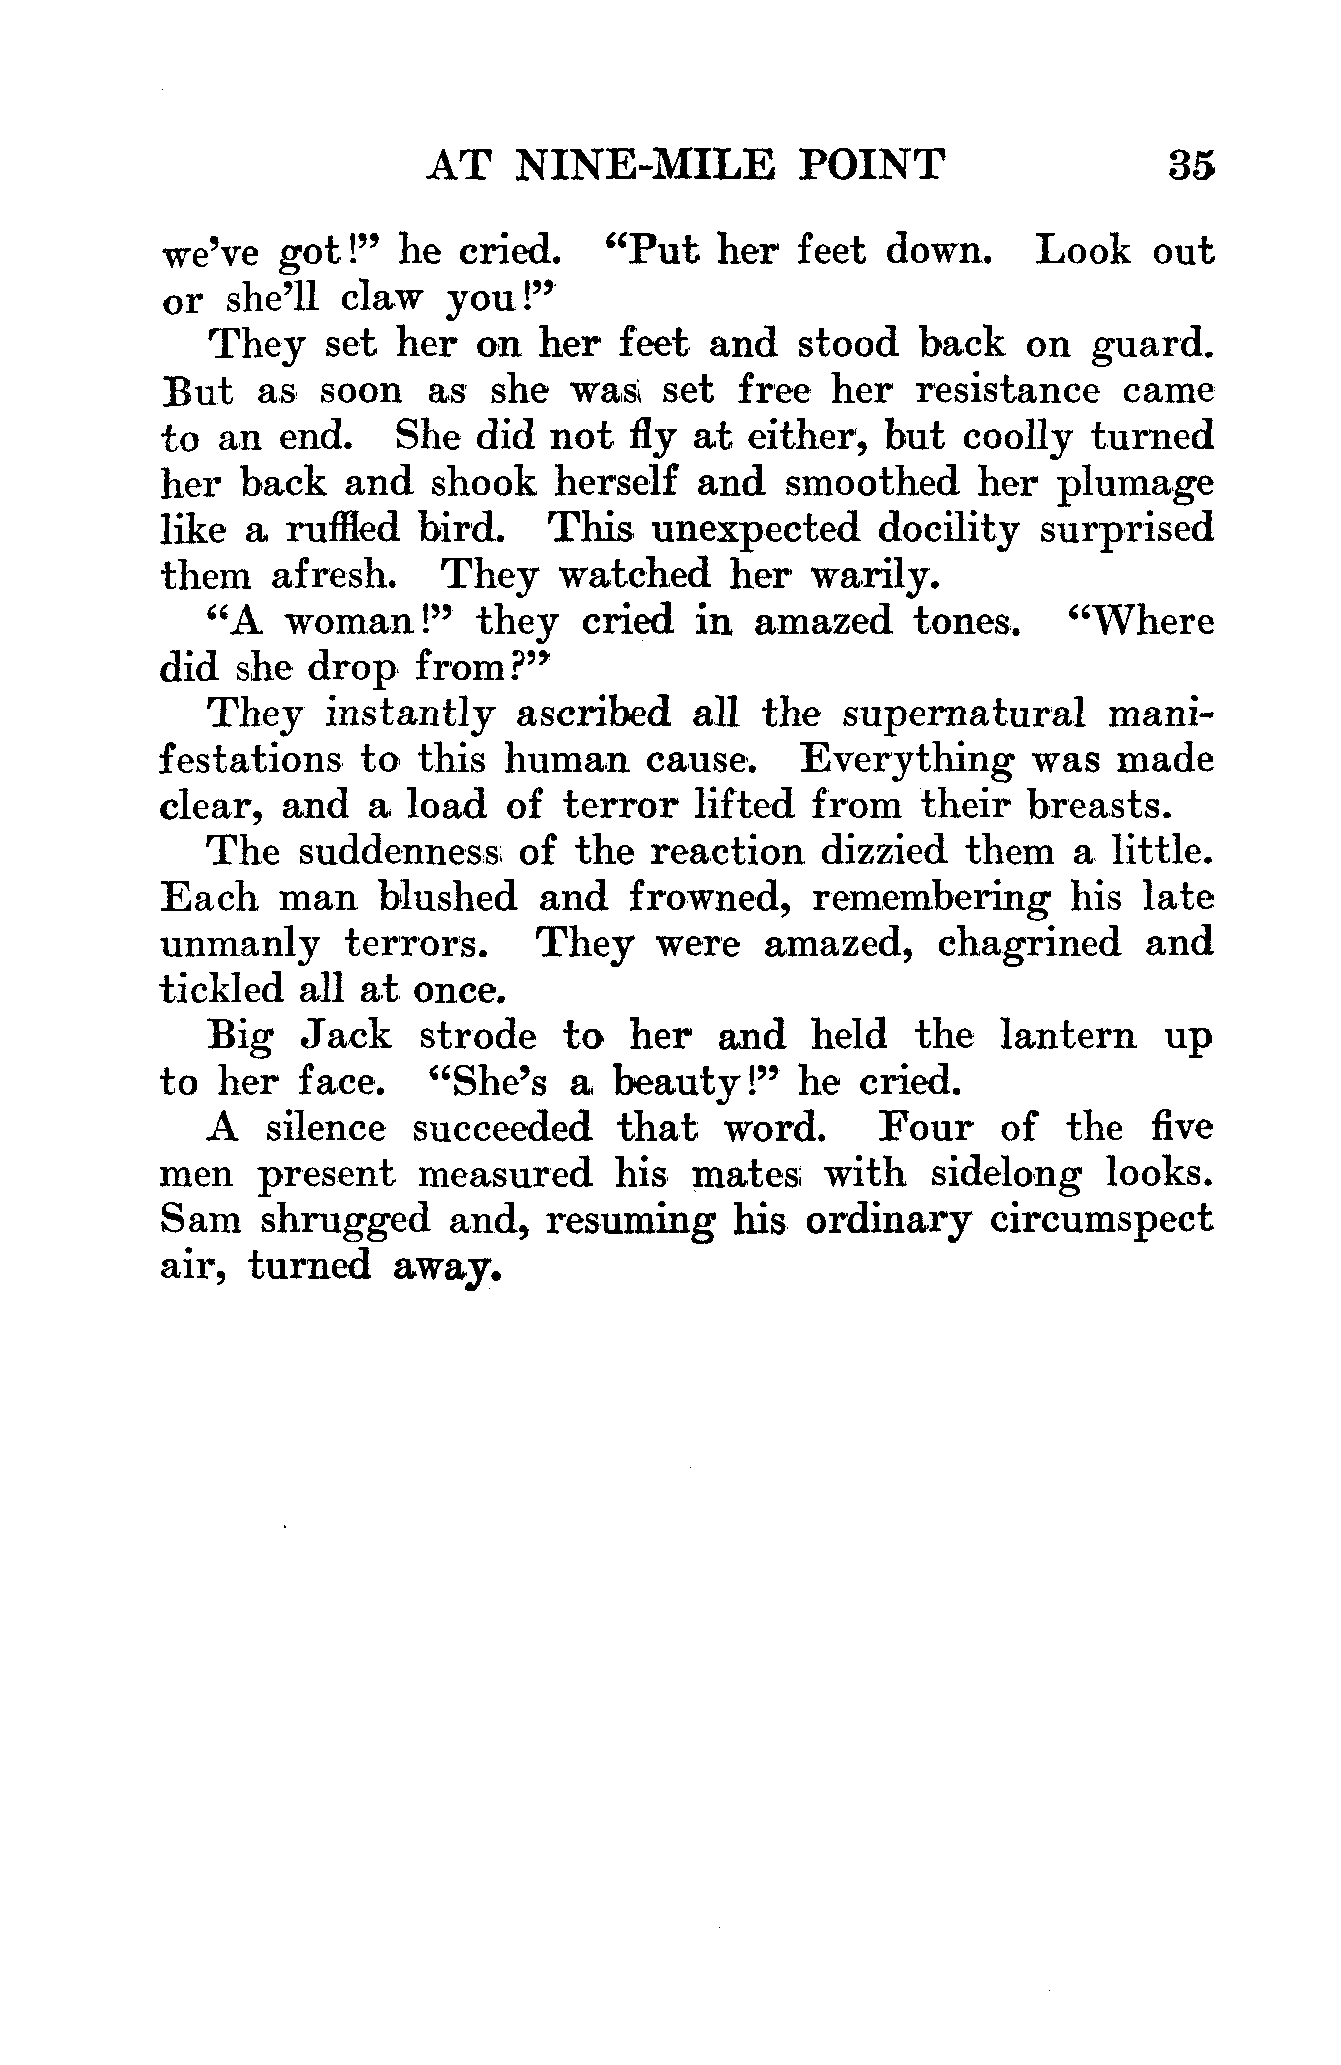 AT NINE-MILE POINT 35
we've got!" he cried. "Put her feet down. Look out
or she'll claw you!"
They set her on her feet and stood back on guard.
But as soon as she was set free her resistance came
to an end. She did not fly at either, but coolly turned
her back and shook herself and smoothed her plumage
like a ruffled bird. This unexpected docility surprised
them afresh. They watched her warily.
"A woman!" they cried in amazed tones. "Where
did she drop from?"
They instantly ascribed all the supernatural mani-
festations to this human cause. Everything was made
clear, and a load of terror lifted from their breasts.
The suddenness of the reaction dizzied them a little.
Each man blushed and frowned, remembering his late
unmanly terrors. They were amazed, chagrined and
tickled all at once.
Big Jack strode to her and held the lantern up
to her face. "She's a beauty!" he cried.
A silence succeeded that word. Four of the five
men present measured his mates with sidelong looks.
Sam shrugged and, resuming his ordinary circumspect
air, turned away.